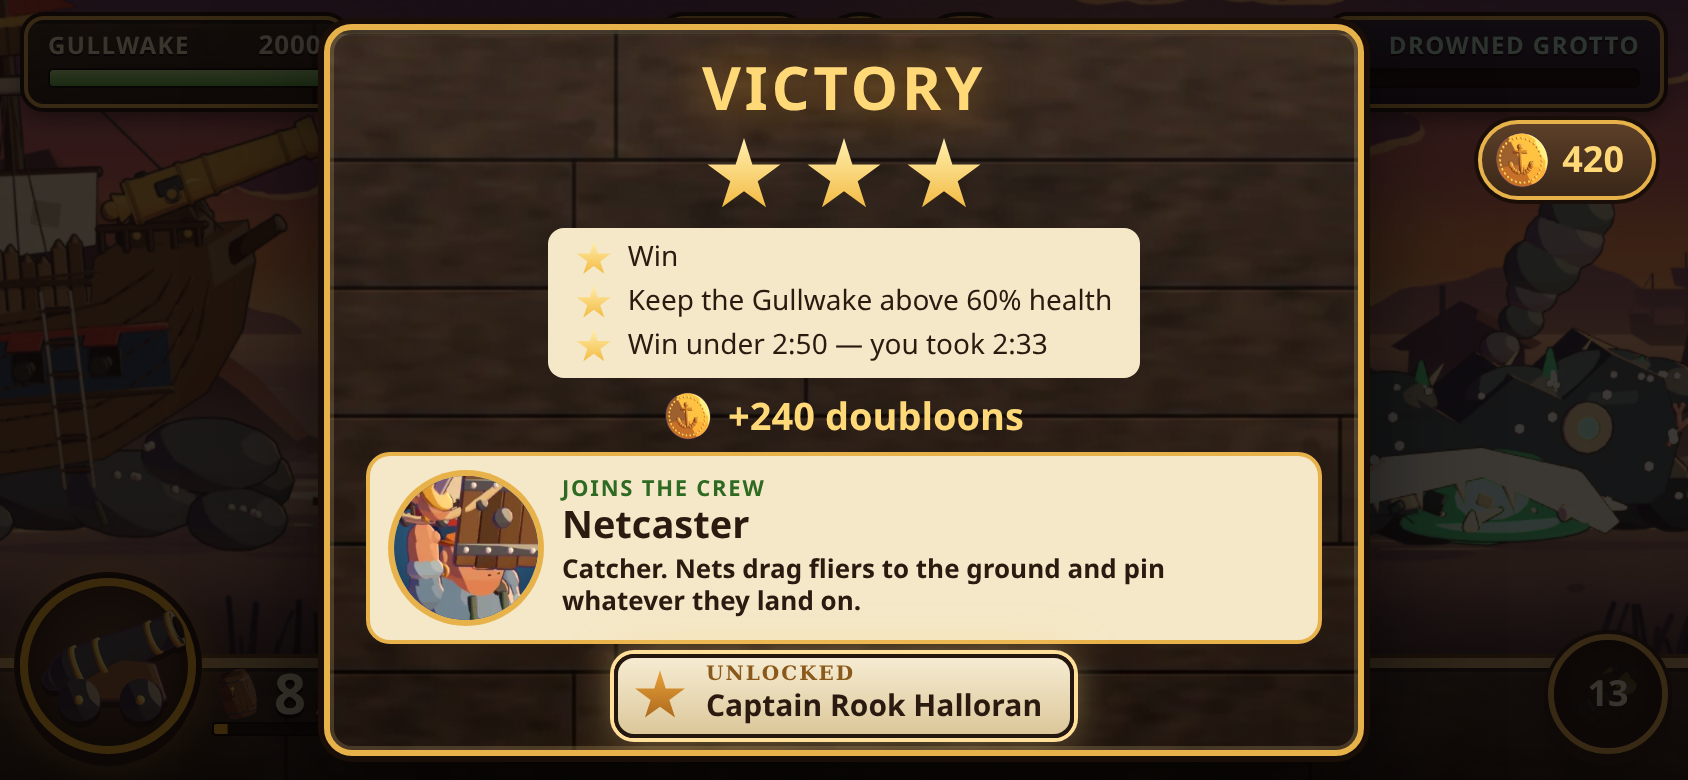 GULLWAKE 2000
DROWNED GROTTO
VICTORY
420
Win
Keep the Gullwake above 60% health
Win under 2:50 — you took 2:33
+240 doubloons
JOINS THE CREW
Netcaster
Catcher. Nets drag fliers to the ground and pin
whatever they land on.
UNLOCKED
Captain Rook Halloran
8
13